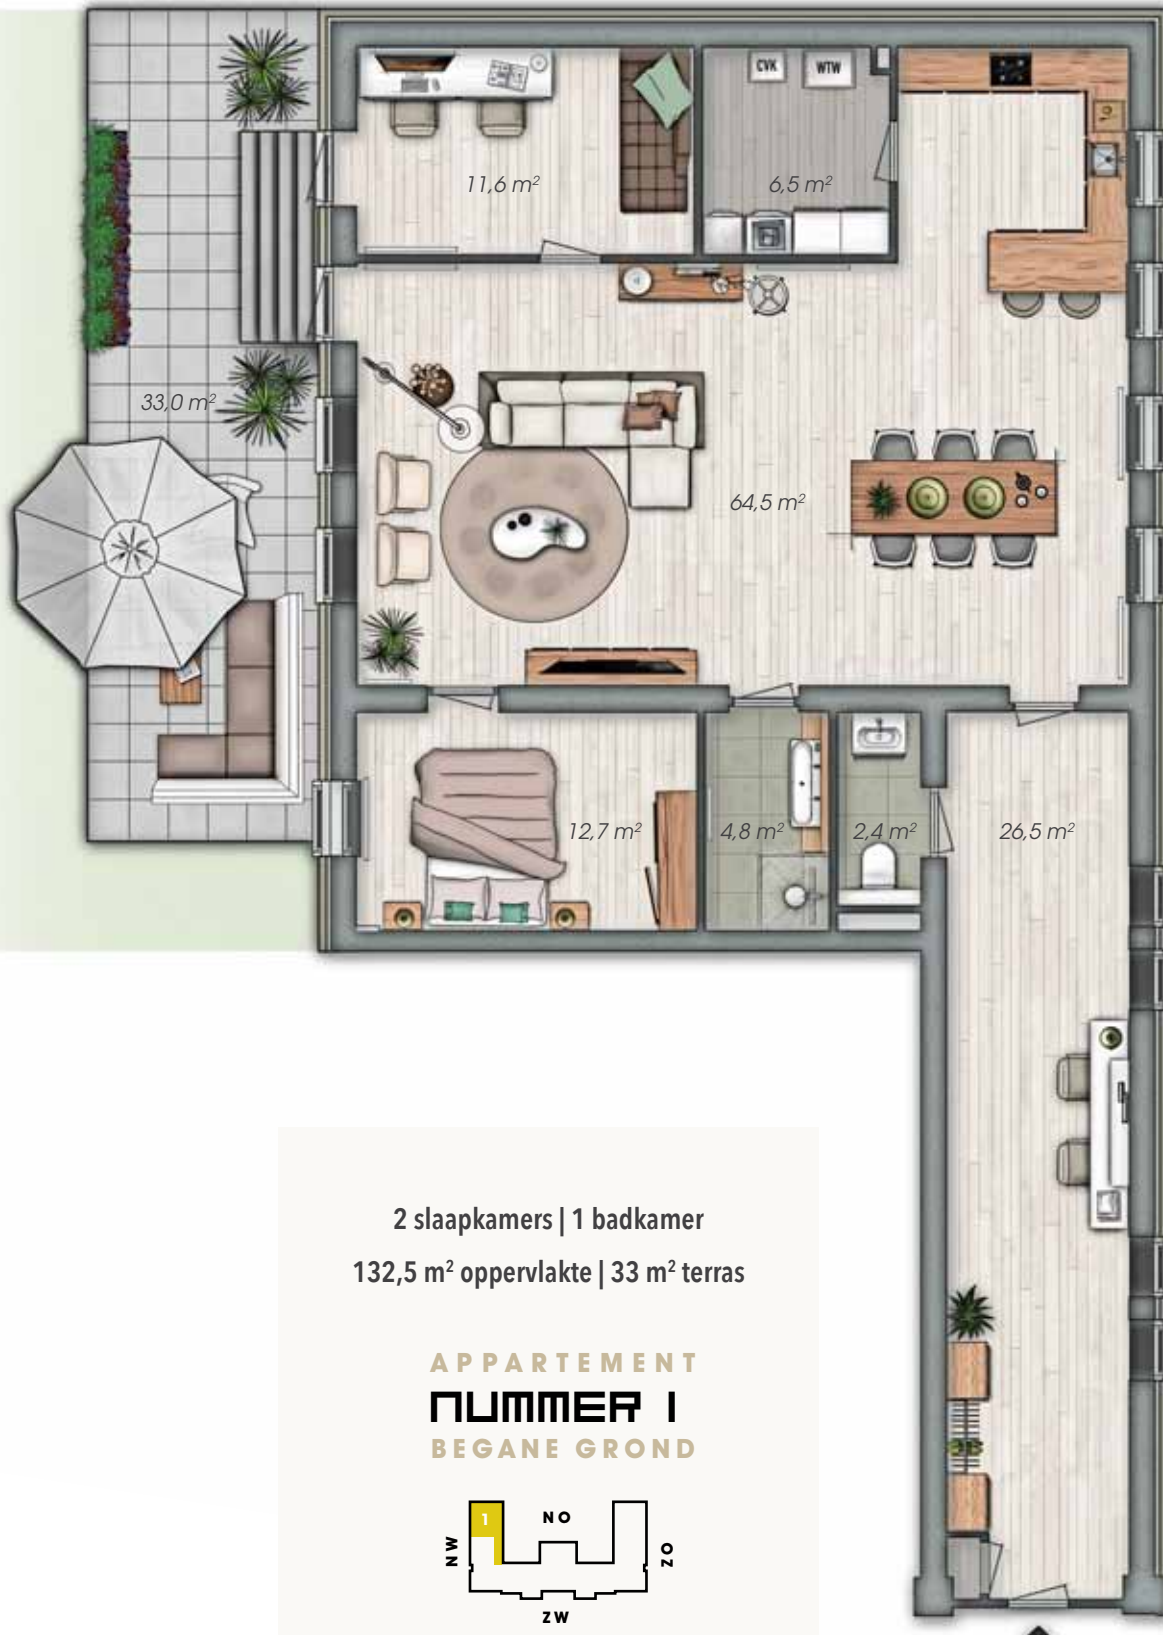 CVK
WTW
11,6 m²
6,5 m²
33,0 m²
64,5 m²
12,7 m²
4,8 m²
2,4 m²
26,5 m²
2 slaapkamers | 1 badkamer
132,5 m² oppervlakte | 33 m² terras
APPARTEMENT
NUMMER 1
BEGANE GROND
1
NO
NW
ZO
ZW